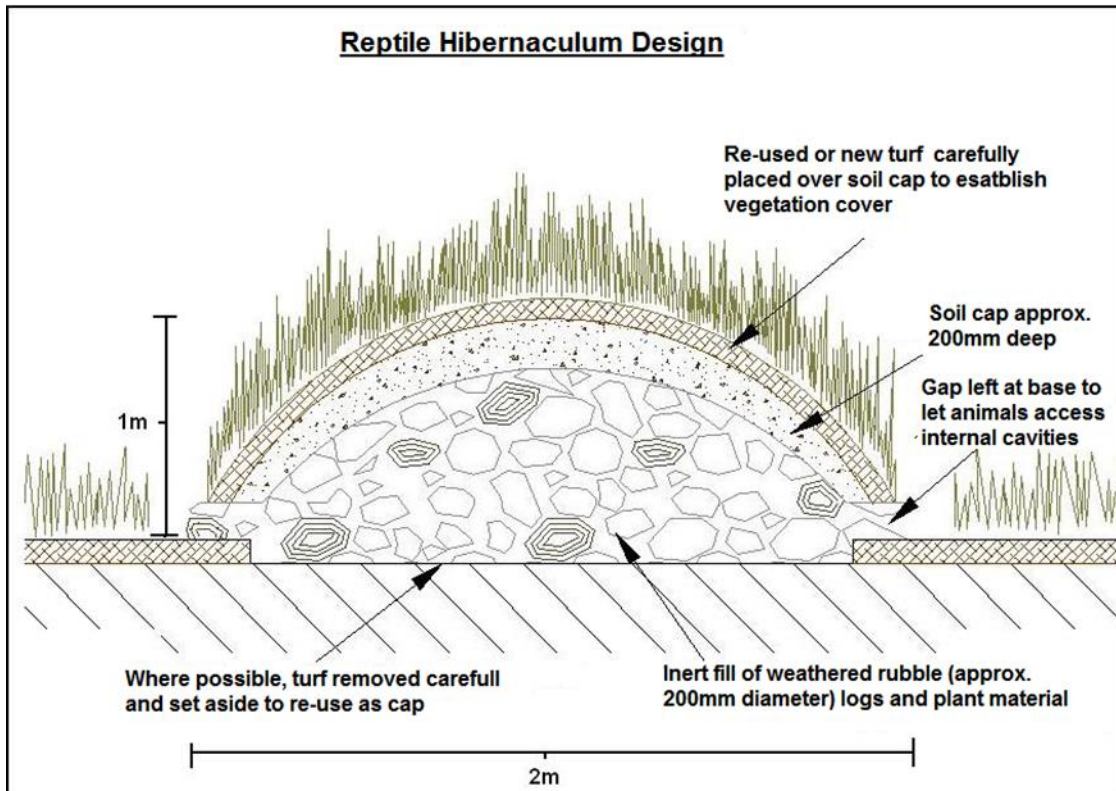 Reptile Hibernaculum Design
Re-used or new turf carefully
placed over soil cap to esatblish
vegetation cover
Soil cap approx.
200mm deep
Gap left at base to
let animals access
internal cavities
1m
Where possible, turf removed carefull
and set aside to re-use as cap
Inert fill of weathered rubble (approx.
200mm diameter) logs and plant material
2m